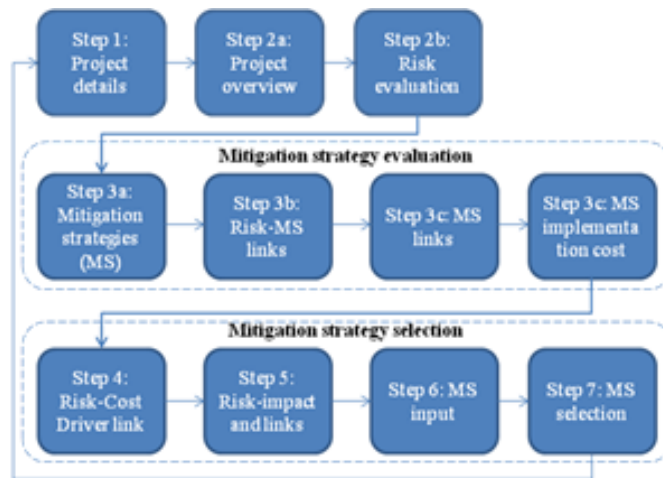 Step 1:
Project
details
Step 2a:
Project
overview
Step 2b:
Risk
evaluation
Mitigation strategy evaluation
Step 3a:
Mitigation
strategies
(MS)
Step 3b:
Risk-MS
links
Step 3c: MS
links
Step 3c: MS
implementa
tion cost
Mitigation strategy selection
Step 4:
Risk-Cost
Driver link
Step 5:
Risk-impact
and links
Step 6: MS
input
Step 7: MS
selection